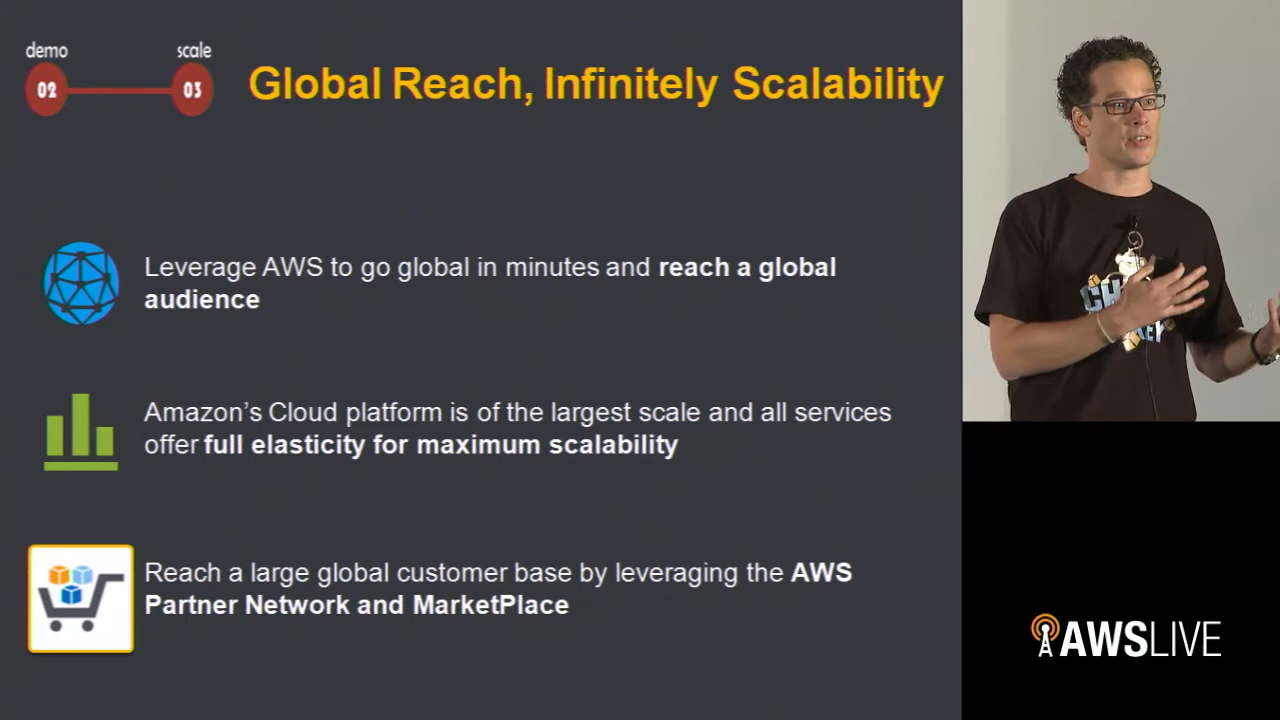 demo
scale
02
03
Global Reach, Infinitely Scalability
Leverage AWS to go global in minutes and reach a global
audience
Amazon's Cloud platform is of the largest scale and all services
offer full elasticity for maximum scalability
Reach a large global customer base by leveraging the AWS
Partner Network and MarketPlace
AWSLIVE